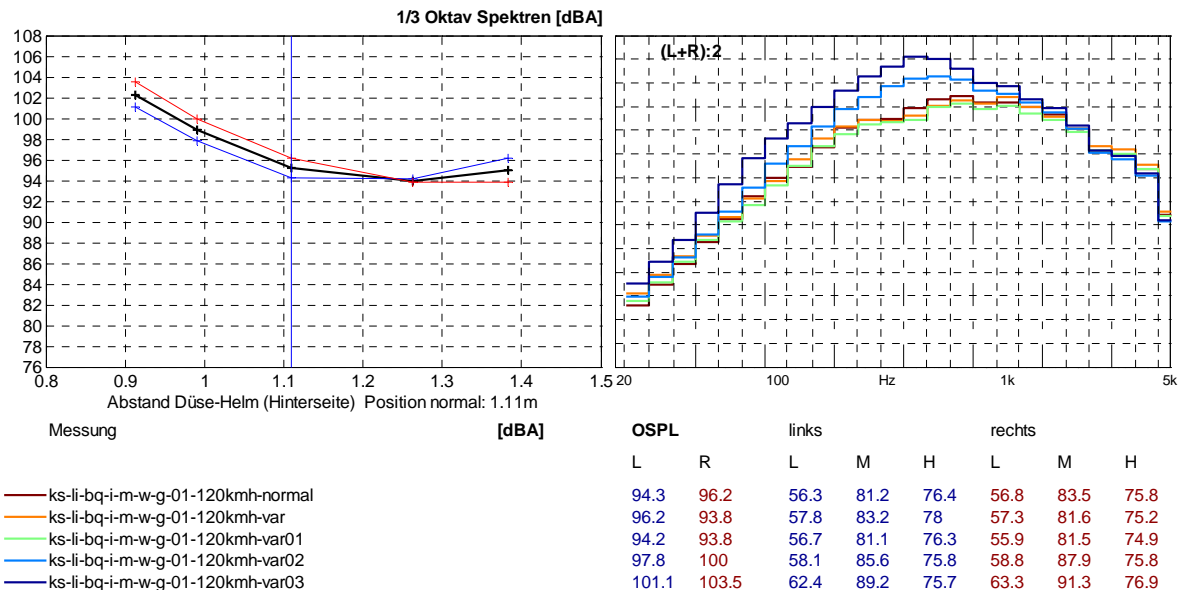 1/3 Oktav Spektren [dBA]
108
106
104
102
100
98
96
94
92
90
88
86
84
82
80
78
76
0.8 0.9 1 1.1 1.2 1.3 1.4 1.5
Abstand Düse-Helm (Hinterseite) Position normal: 1.11m
(L+R):2
20 100 Hz 1k 5k
Messung [dBA] OSPL links rechts
L R L M H L M H
ks-li-bq-i-m-w-g-01-120kmh-normal 94.3 96.2 56.3 81.2 76.4 56.8 83.5 75.8
ks-li-bq-i-m-w-g-01-120kmh-var 96.2 93.8 57.8 83.2 78 57.3 81.6 75.2
ks-li-bq-i-m-w-g-01-120kmh-var01 94.2 93.8 56.7 81.1 76.3 55.9 81.5 74.9
ks-li-bq-i-m-w-g-01-120kmh-var02 97.8 100 58.1 85.6 75.8 58.8 87.9 75.8
ks-li-bq-i-m-w-g-01-120kmh-var03 101.1 103.5 62.4 89.2 75.7 63.3 91.3 76.9